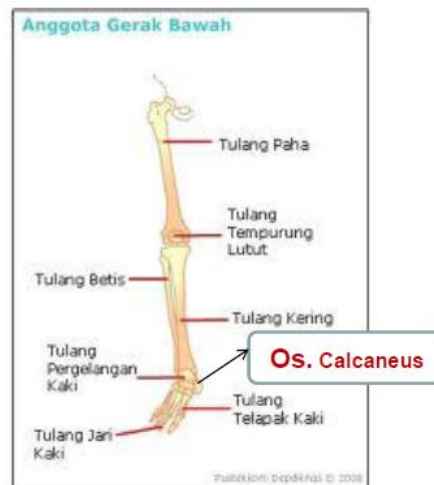 Anggota Gerak Bawah
Tulang Paha
Tulang
Tempurung
Lutut
Tulang Betis
Tulang Kering
Os. Calcaneus
Tulang
Pergelangan
Kaki
Tulang
Telapak Kaki
Tulang Jari
Kaki
Pustekkom Depdiknas © 2008